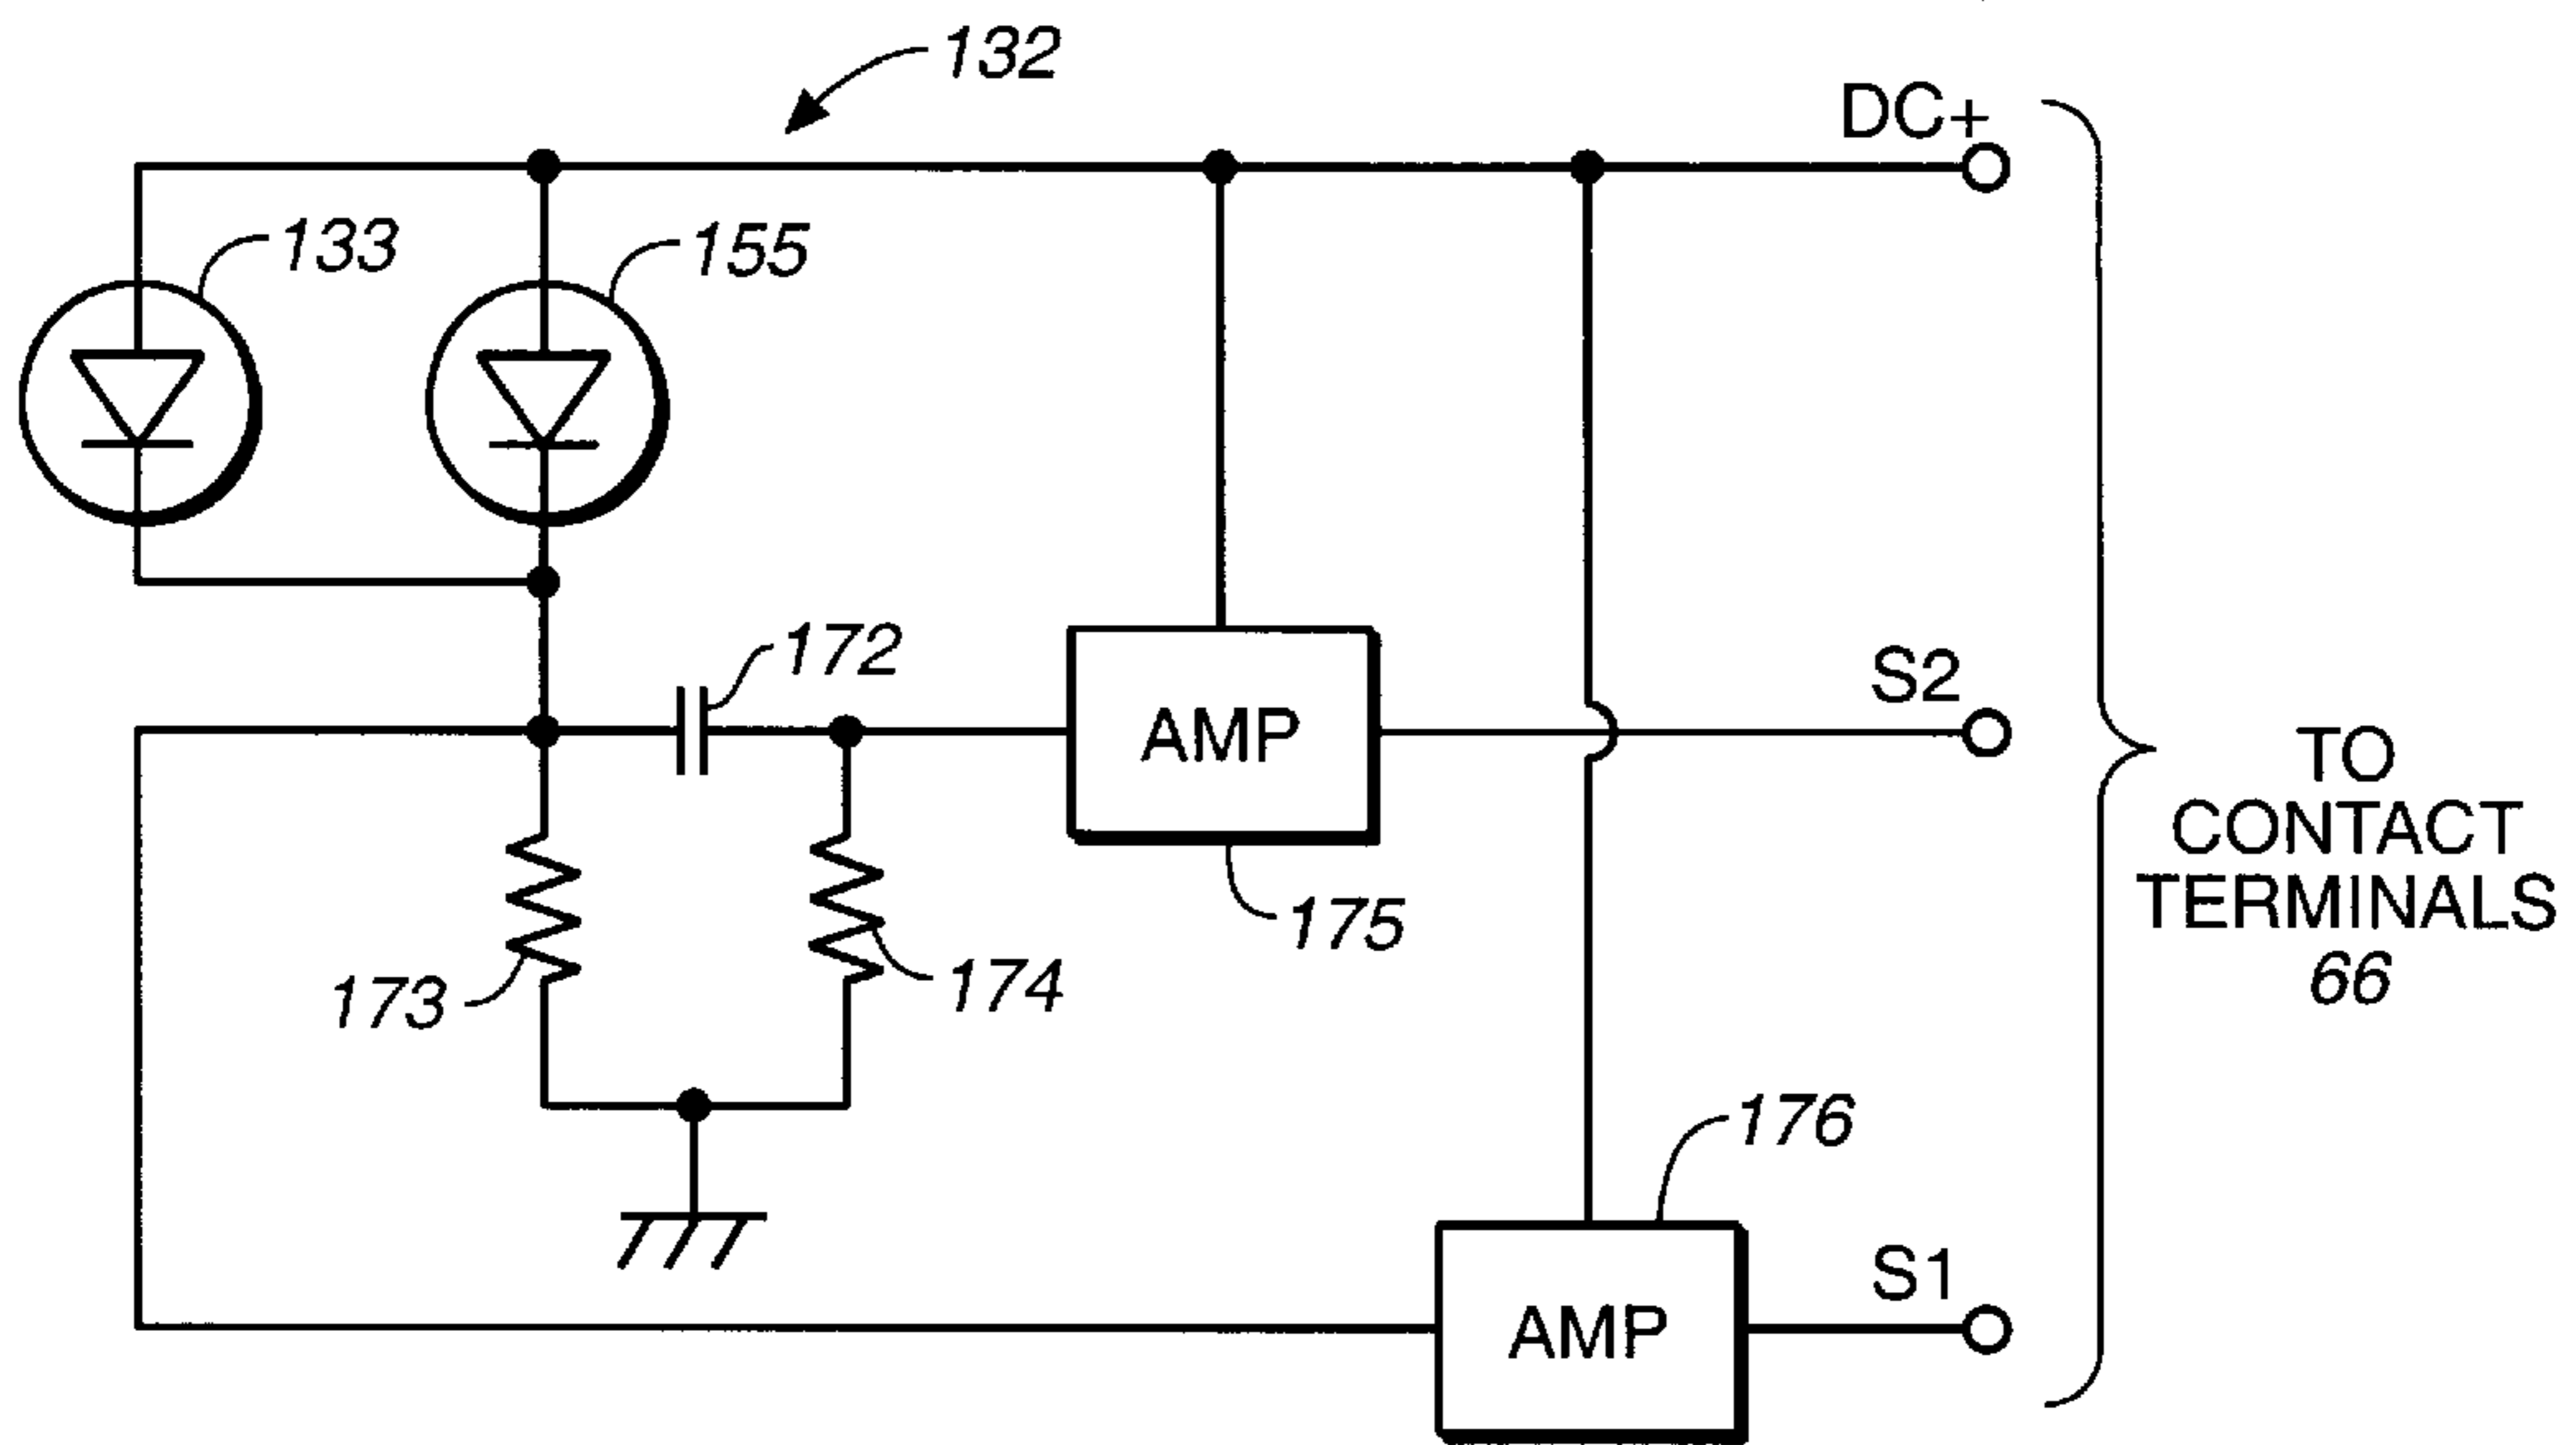 132
DC+
133
155
172
S2
AMP
TO
CONTACT
TERMINALS
66
175
173
174
176
S1
AMP